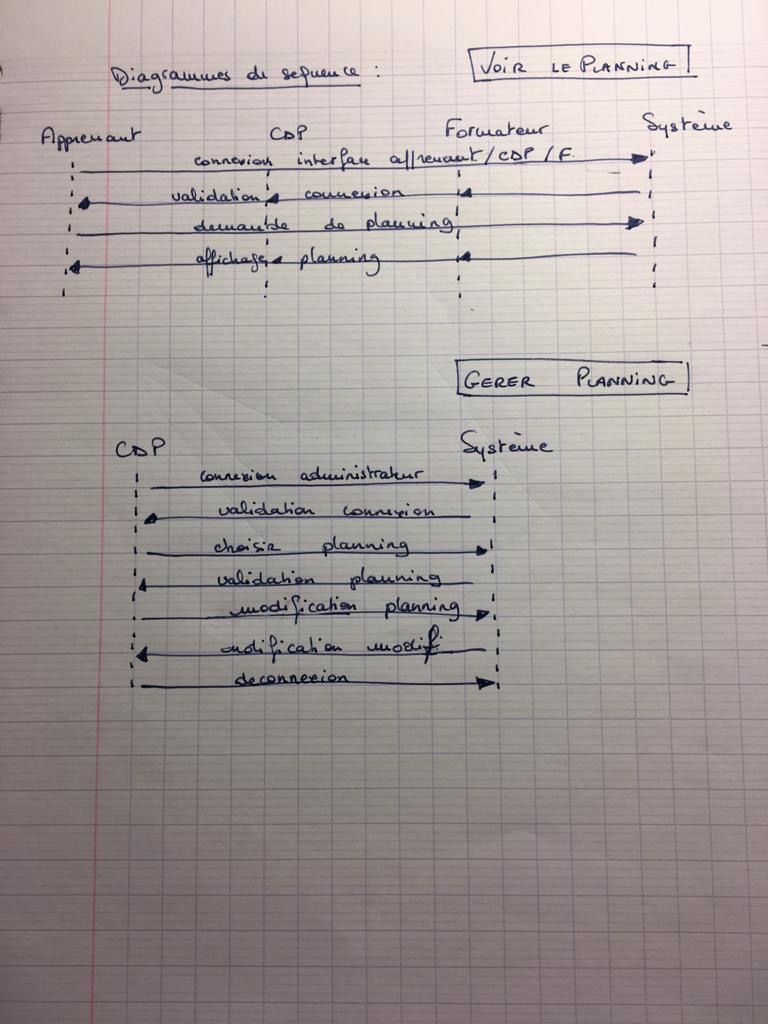 Diagrammes de sequence :
VOIR LE PLANNING
Apprenant CDP Formateur Système
connexion interface apprenant/CDP/F.
validation connexion
demande de planning
affichage planning
GERER PLANNING
CDP Système
connexion administrateur
validation connexion
choisir planning
validation planning
modification planning
notification modif
deconnexion